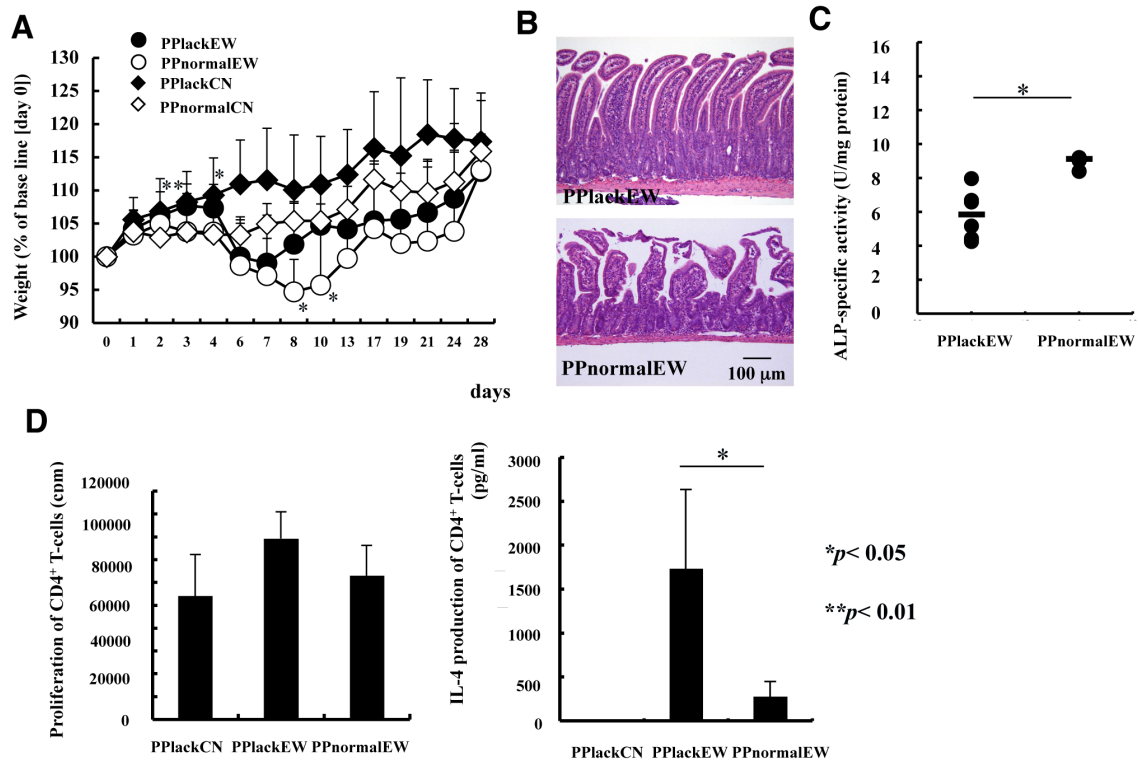 A
PPlackEW
PPnormalEW
PPlackCN
PPnormalCN
Weight (% of base line [day 0])
130
125
120
115
110
105
100
95
90
**
*
*
*
0 1 2 3 4 6 7 8 10 13 17 19 21 24 28
days
B
PPlackEW
PPnormalEW
100 μm
C
ALP-specific activity (U/mg protein)
16
14
12
10
8
6
4
2
0
*
PPlackEW PPnormalEW
D
Proliferation of CD4⁺ T-cells (cpm)
120000
100000
80000
60000
40000
20000
0
PPlackCN PPlackEW PPnormalEW
IL-4 production of CD4⁺ T-cells
(pg/ml)
3000
2500
2000
1500
1000
500
0
*
PPlackCN PPlackEW PPnormalEW
*p< 0.05
**p< 0.01